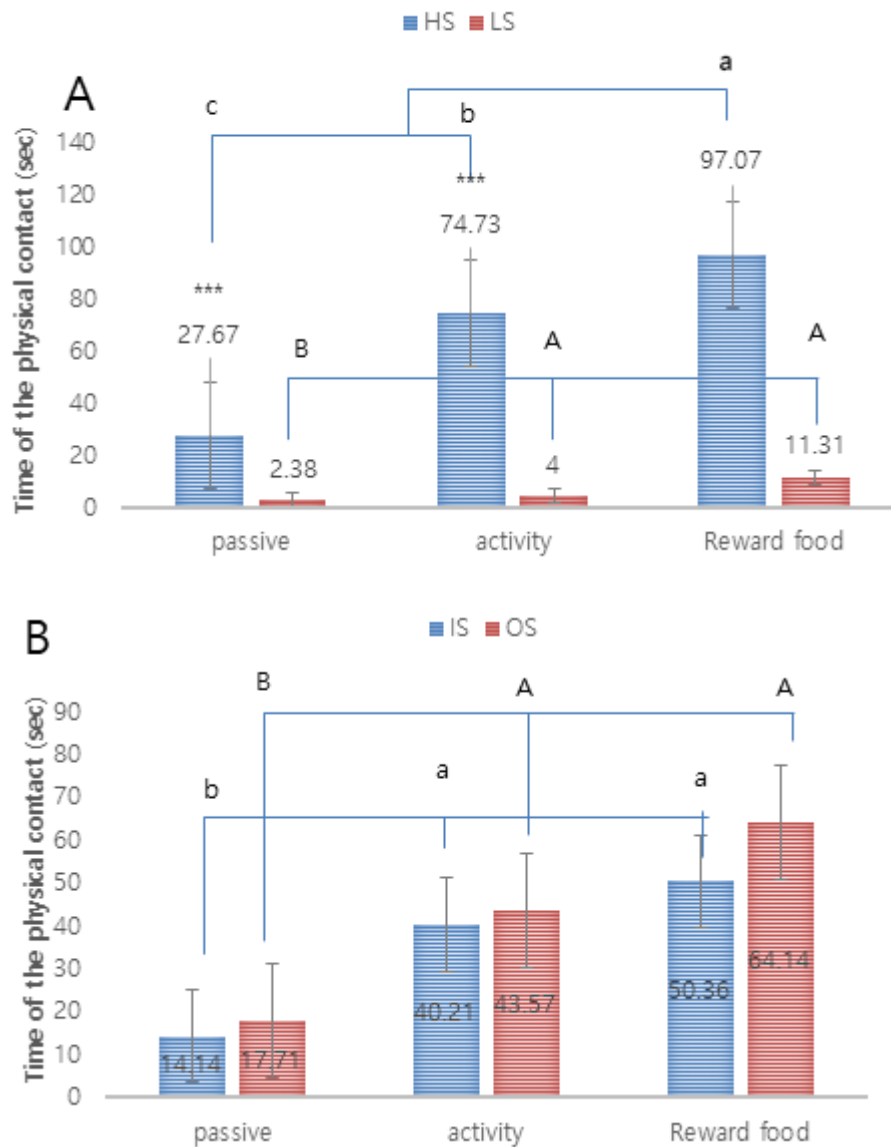 HS LS
A
a
c
b
Time of the physical contact (sec)
140
120
100
80
60
40
20
0
***
27.67
***
74.73
97.07
B
A
A
2.38
4
11.31
passive activity Reward food
IS OS
B
B
A
A
b
a
a
Time of the physical contact (sec)
90
80
70
60
50
40
30
20
10
0
14.14
17.71
40.21
43.57
50.36
64.14
passive activity Reward food